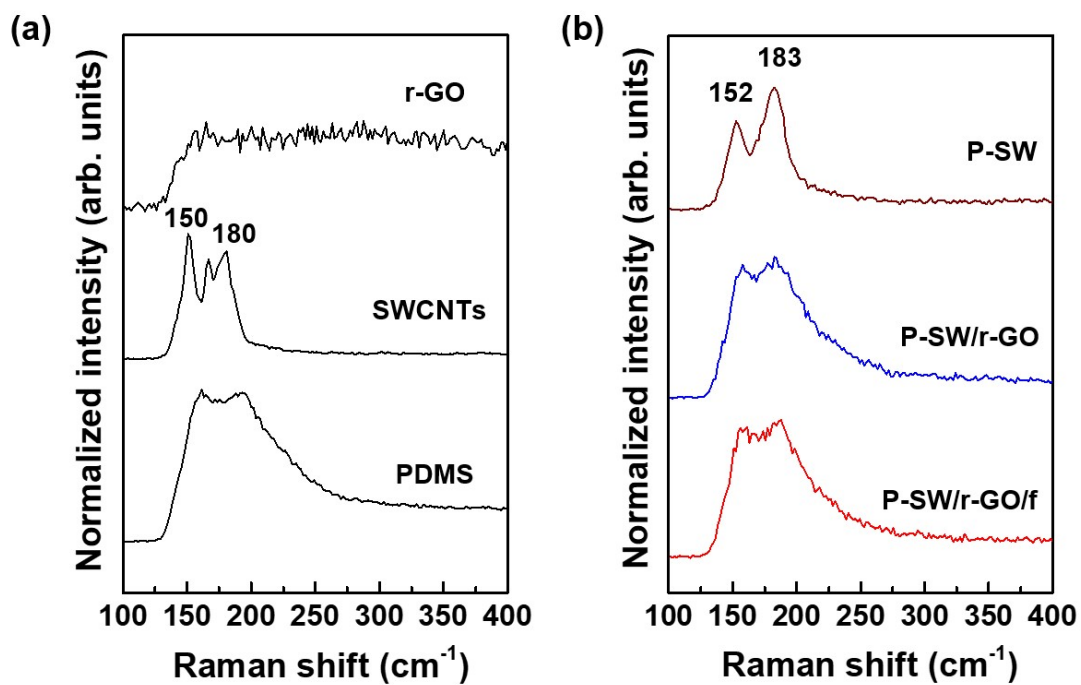 (a)
Normalized intensity (arb. units)
r-GO
150
180
SWCNTs
PDMS
100 150 200 250 300 350 400
Raman shift (cm⁻¹)
(b)
Normalized intensity (arb. units)
183
152
P-SW
P-SW/r-GO
P-SW/r-GO/f
100 150 200 250 300 350 400
Raman shift (cm⁻¹)